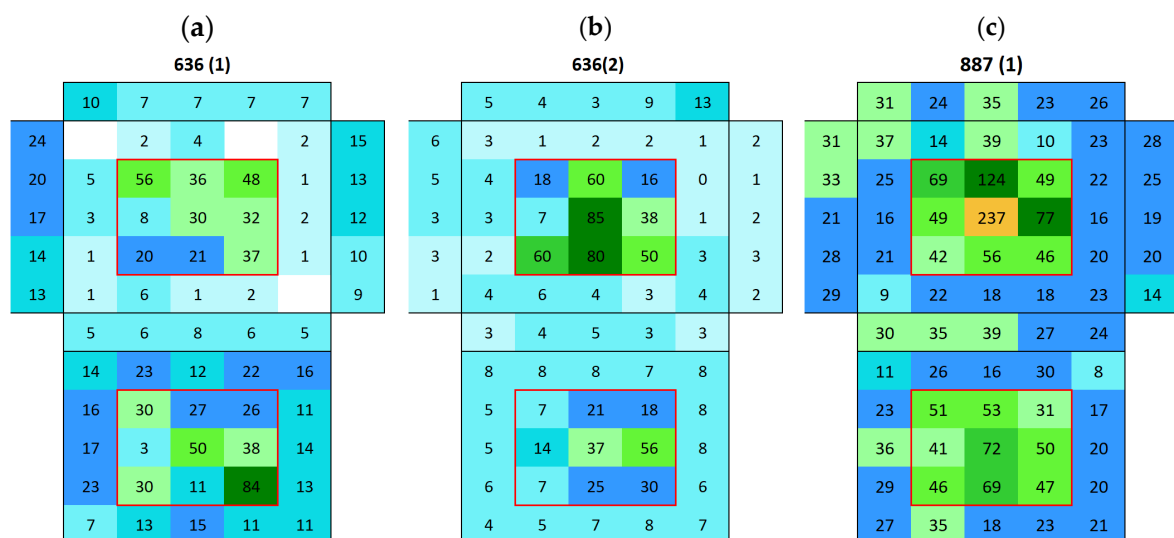 (a) (b) (c)
636 (1) 636(2) 887 (1)
10 7 7 7 7 5 4 3 9 13 31 24 35 23 26
24 2 4 2 15 6 3 1 2 2 1 2 31 37 14 39 10 23 28
20 5 56 36 48 1 13 5 4 18 60 16 0 1 33 25 69 124 49 22 25
17 3 8 30 32 2 12 3 3 7 85 38 1 2 21 16 49 237 77 16 19
14 1 20 21 37 1 10 3 2 60 80 50 3 3 28 21 42 56 46 20 20
13 1 6 1 2 9 1 4 6 4 3 4 2 29 9 22 18 18 23 14
5 6 8 6 5 3 4 5 3 3 30 35 39 27 24
14 23 12 22 16 8 8 8 7 8 11 26 16 30 8
16 30 27 26 11 5 7 21 18 8 23 51 53 31 17
17 3 50 38 14 5 14 37 56 8 36 41 72 50 20
23 30 11 84 13 6 7 25 30 6 29 46 69 47 20
7 13 15 11 11 4 5 7 8 7 27 35 18 23 21